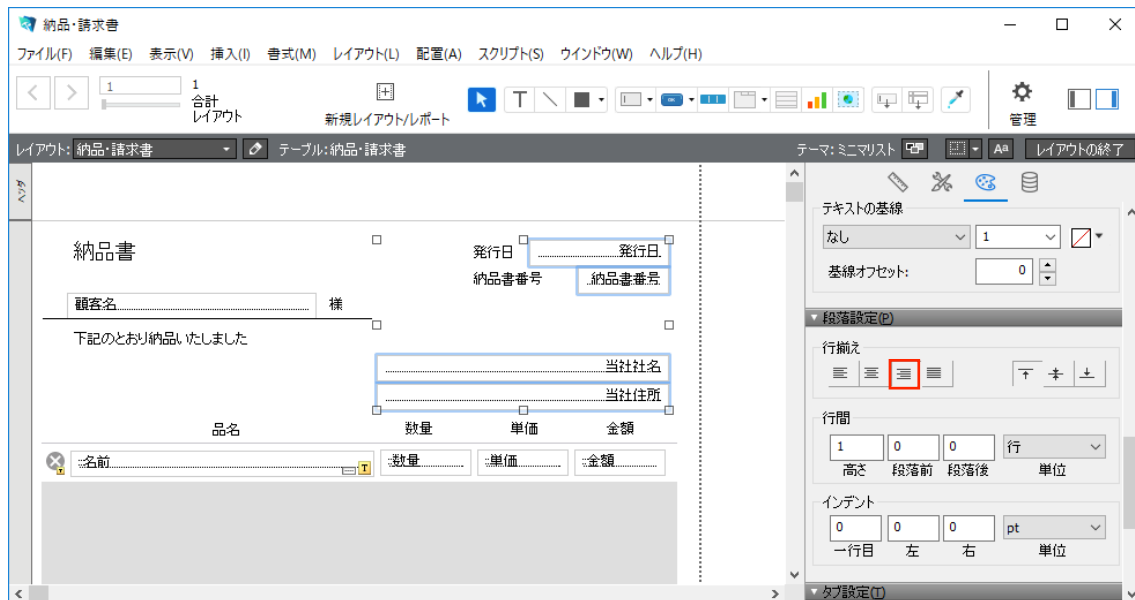 納品・請求書
ファイル(F) 編集(E) 表示(V) 挿入(I) 書式(M) レイアウト(L) 配置(A) スクリプト(S) ウインドウ(W) ヘルプ(H)
1
1
合計
レイアウト
新規レイアウト/レポート
T
管理
レイアウト: 納品・請求書
テーブル:納品・請求書
テーマ:ミニマリスト
Aa
レイアウトの終了
ヘッダ
納品書
発行日 発行日
納品書番号 納品書番号
顧客名 様
下記のとおり納品いたしました
当社社名
当社住所
品名 数量 単価 金額
::名前 T ::数量 ::単価 ::金額
テキストの基線
なし 1
基線オフセット: 0
段落設定(P)
行揃え
行間
1 0 0 行
高さ 段落前 段落後 単位
インデント
0 0 0 pt
一行目 左 右 単位
タブ設定(T)